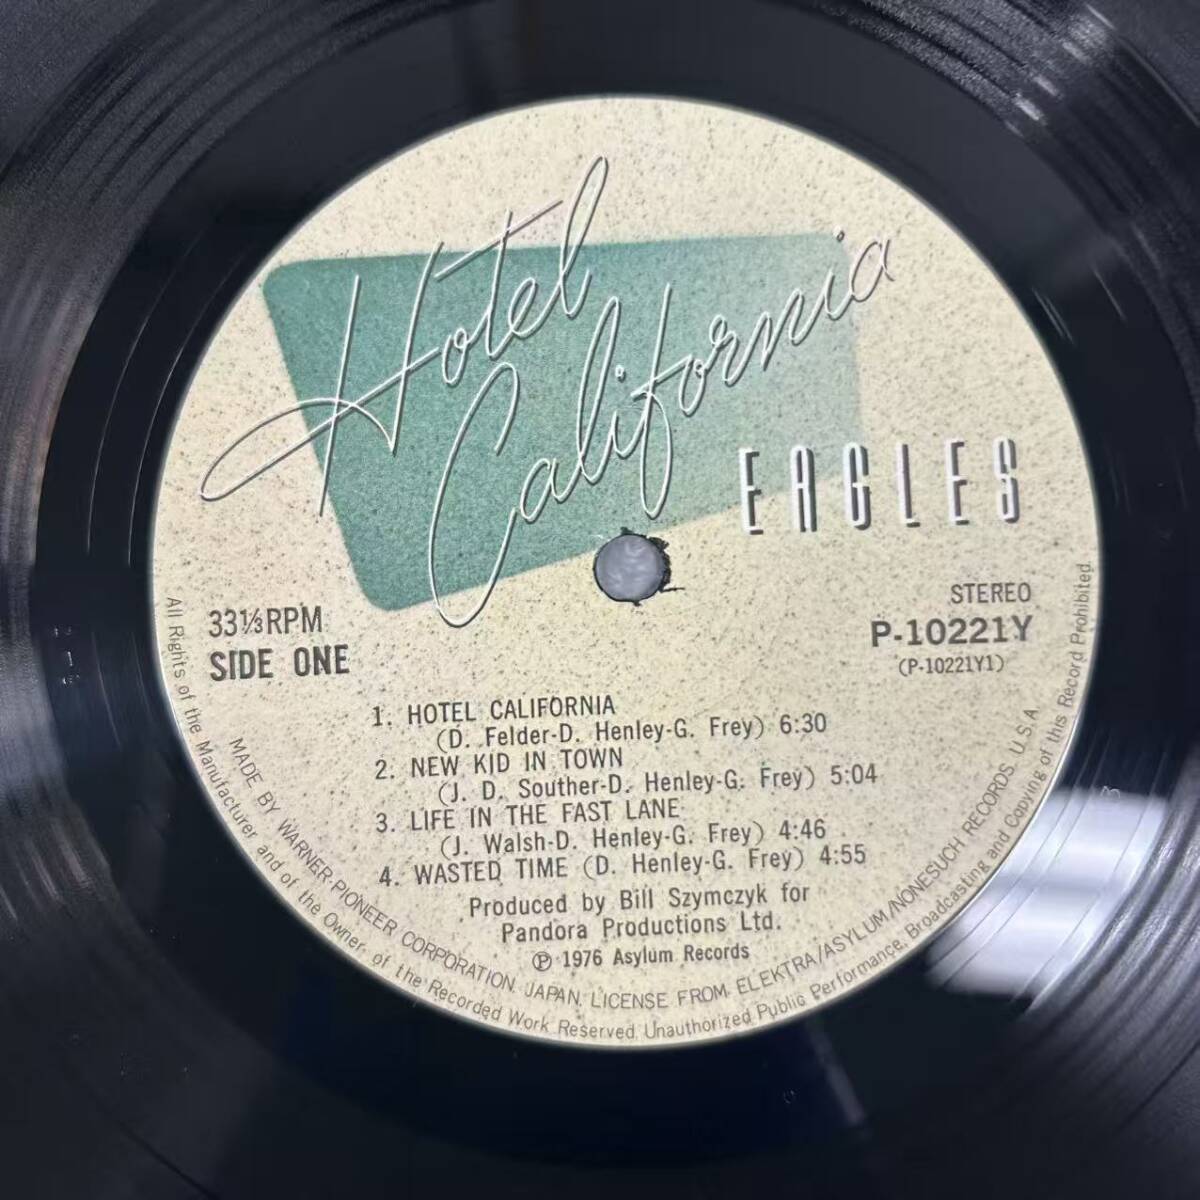 Hotel
California
EAGLES
STEREO
P-10221Y
(P-10221Y1)
33⅓RPM
SIDE ONE
1. HOTEL CALIFORNIA
(D. Felder-D. Henley-G. Frey) 6:30
2. NEW KID IN TOWN
(J. D. Souther-D. Henley-G. Frey) 5:04
3. LIFE IN THE FAST LANE
(J. Walsh-D. Henley-G. Frey) 4:46
4. WASTED TIME (D. Henley-G. Frey) 4:55
Produced by Bill Szymczyk for
Pandora Productions Ltd.
℗ 1976 Asylum Records
MADE BY WARNER-PIONEER CORPORATION, JAPAN. LICENSE FROM ELEKTRA/ASYLUM/NONESUCH RECORDS U.S.A.
All Rights of the Manufacturer and of the Owner of the Recorded Work Reserved. Unauthorized Public Performance, Broadcasting and Copying of this Record Prohibited.